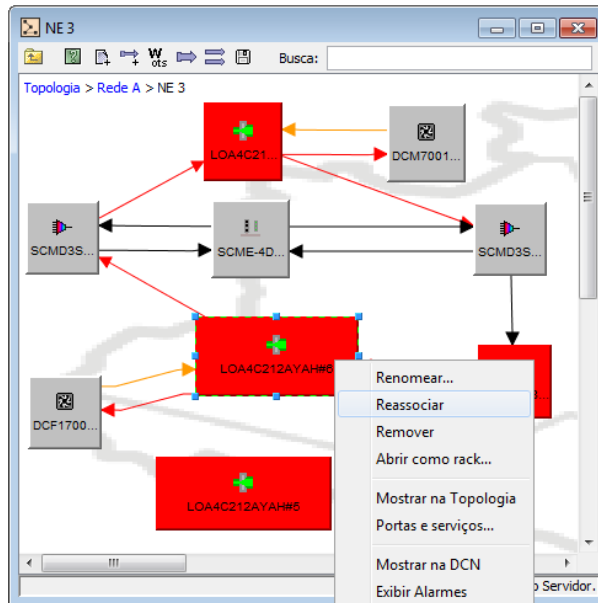 NE 3
W
ots
Busca:
Topologia > Rede A > NE 3
LOA4C21...
DCM7001...
SCMD3S...
SCME-4D...
SCMD3S...
LOA4C212AYAH#6
DCF1700...
LOA4C212AYAH#5
Renomear...
Reassociar
Remover
Abrir como rack...
Mostrar na Topologia
Portas e serviços...
Mostrar na DCN
Exibir Alarmes
Servidor.